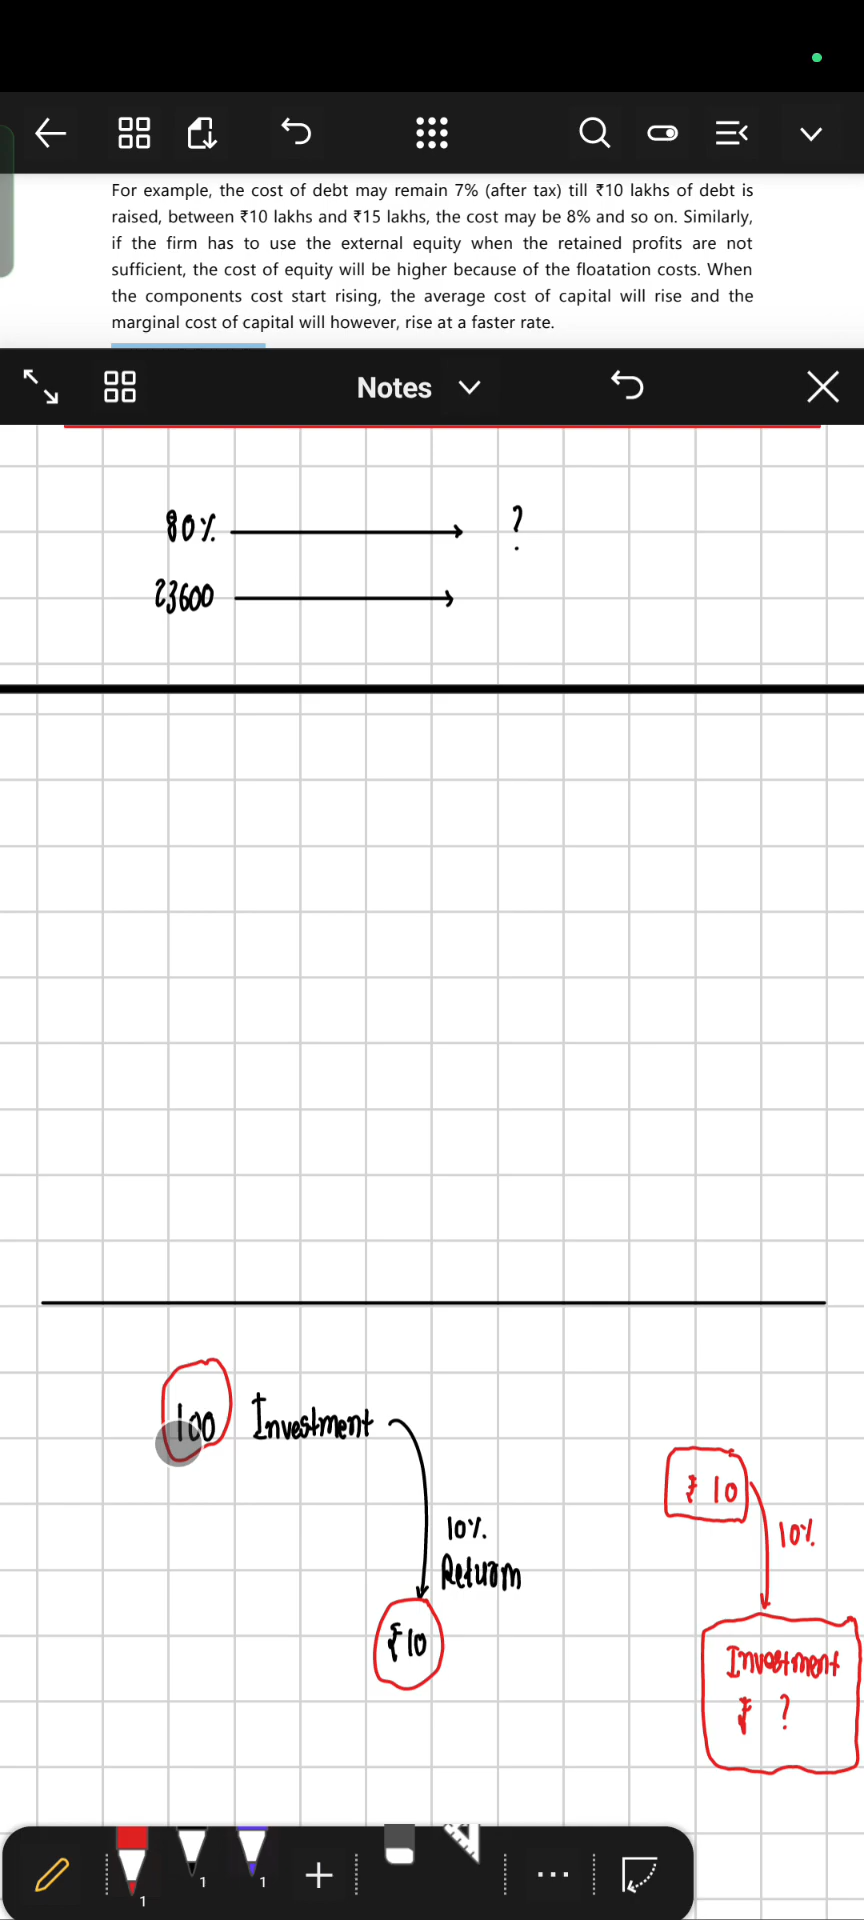 For example, the cost of debt may remain 7% (after tax) till ₹10 lakhs of debt is
raised, between ₹10 lakhs and ₹15 lakhs, the cost may be 8% and so on. Similarly,
if the firm has to use the external equity when the retained profits are not
sufficient, the cost of equity will be higher because of the floatation costs. When
the components cost start rising, the average cost of capital will rise and the
marginal cost of capital will however, rise at a faster rate.
Notes
80% ?
23600
100 Investment
₹ 10
10%
10%
Return
₹10
Investment
₹ ?
1
1
1